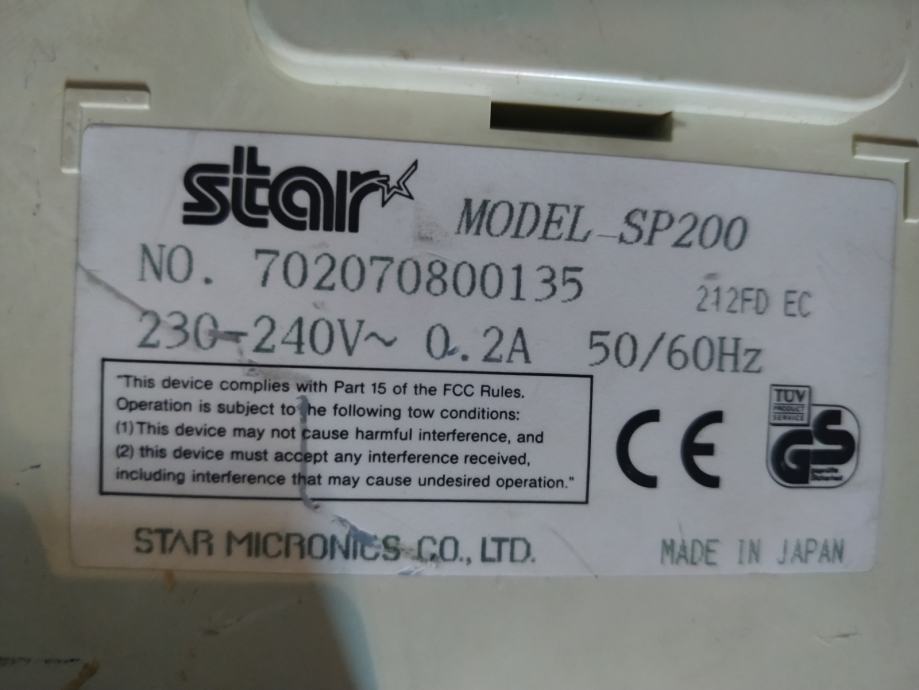 star MODEL SP200
NO. 702070800135
212FD EC
230-240V~ 0.2A 50/60Hz
"This device complies with Part 15 of the FCC Rules.
Operation is subject to the following tow conditions:
(1) This device may not cause harmful interference, and
(2) this device must accept any interference received,
including interference that may cause undesired operation."
CE
TÜV
PRODUCT
SERVICE
GS
geprüfte
Sicherheit
STAR MICRONICS CO., LTD.
MADE IN JAPAN